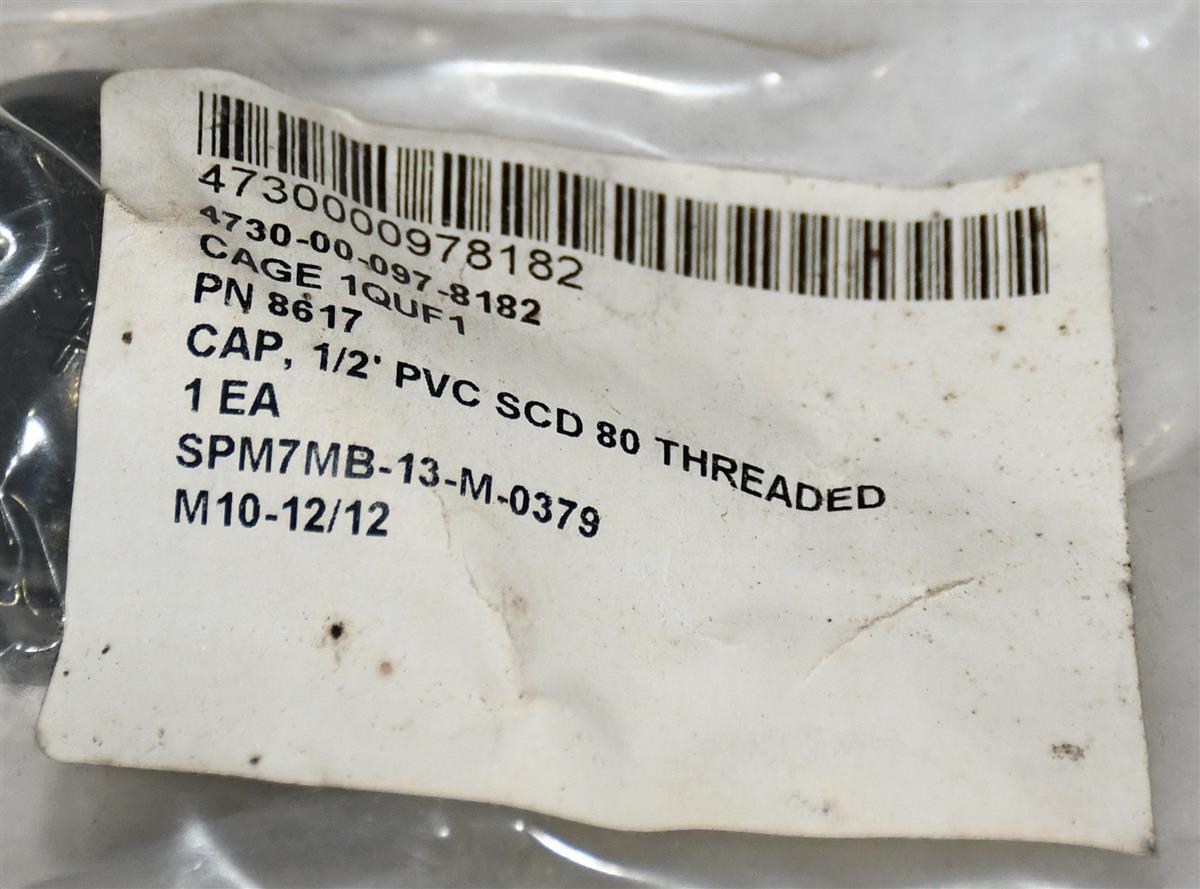 4730000978182
4730-00-097-8182
CAGE 1QUF1
PN 8617
CAP, 1/2' PVC SCD 80 THREADED
1 EA
SPM7MB-13-M-0379
M10-12/12